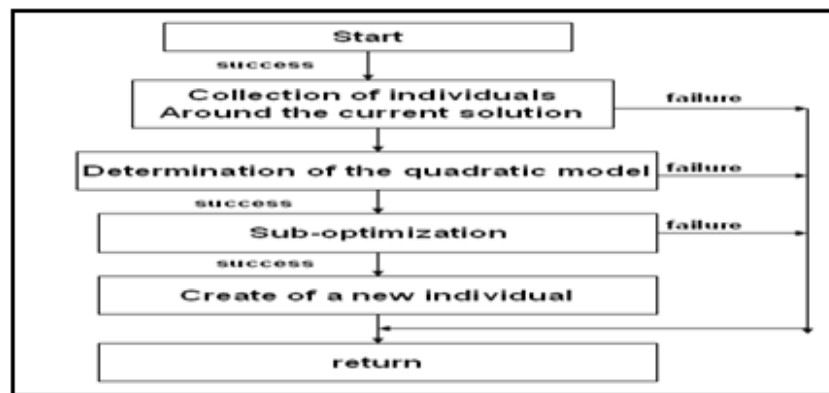 Start
success
Collection of individuals
Around the current solution
failure
Determination of the quadratic model
failure
success
Sub-optimization
failure
success
Create of a new individual
return